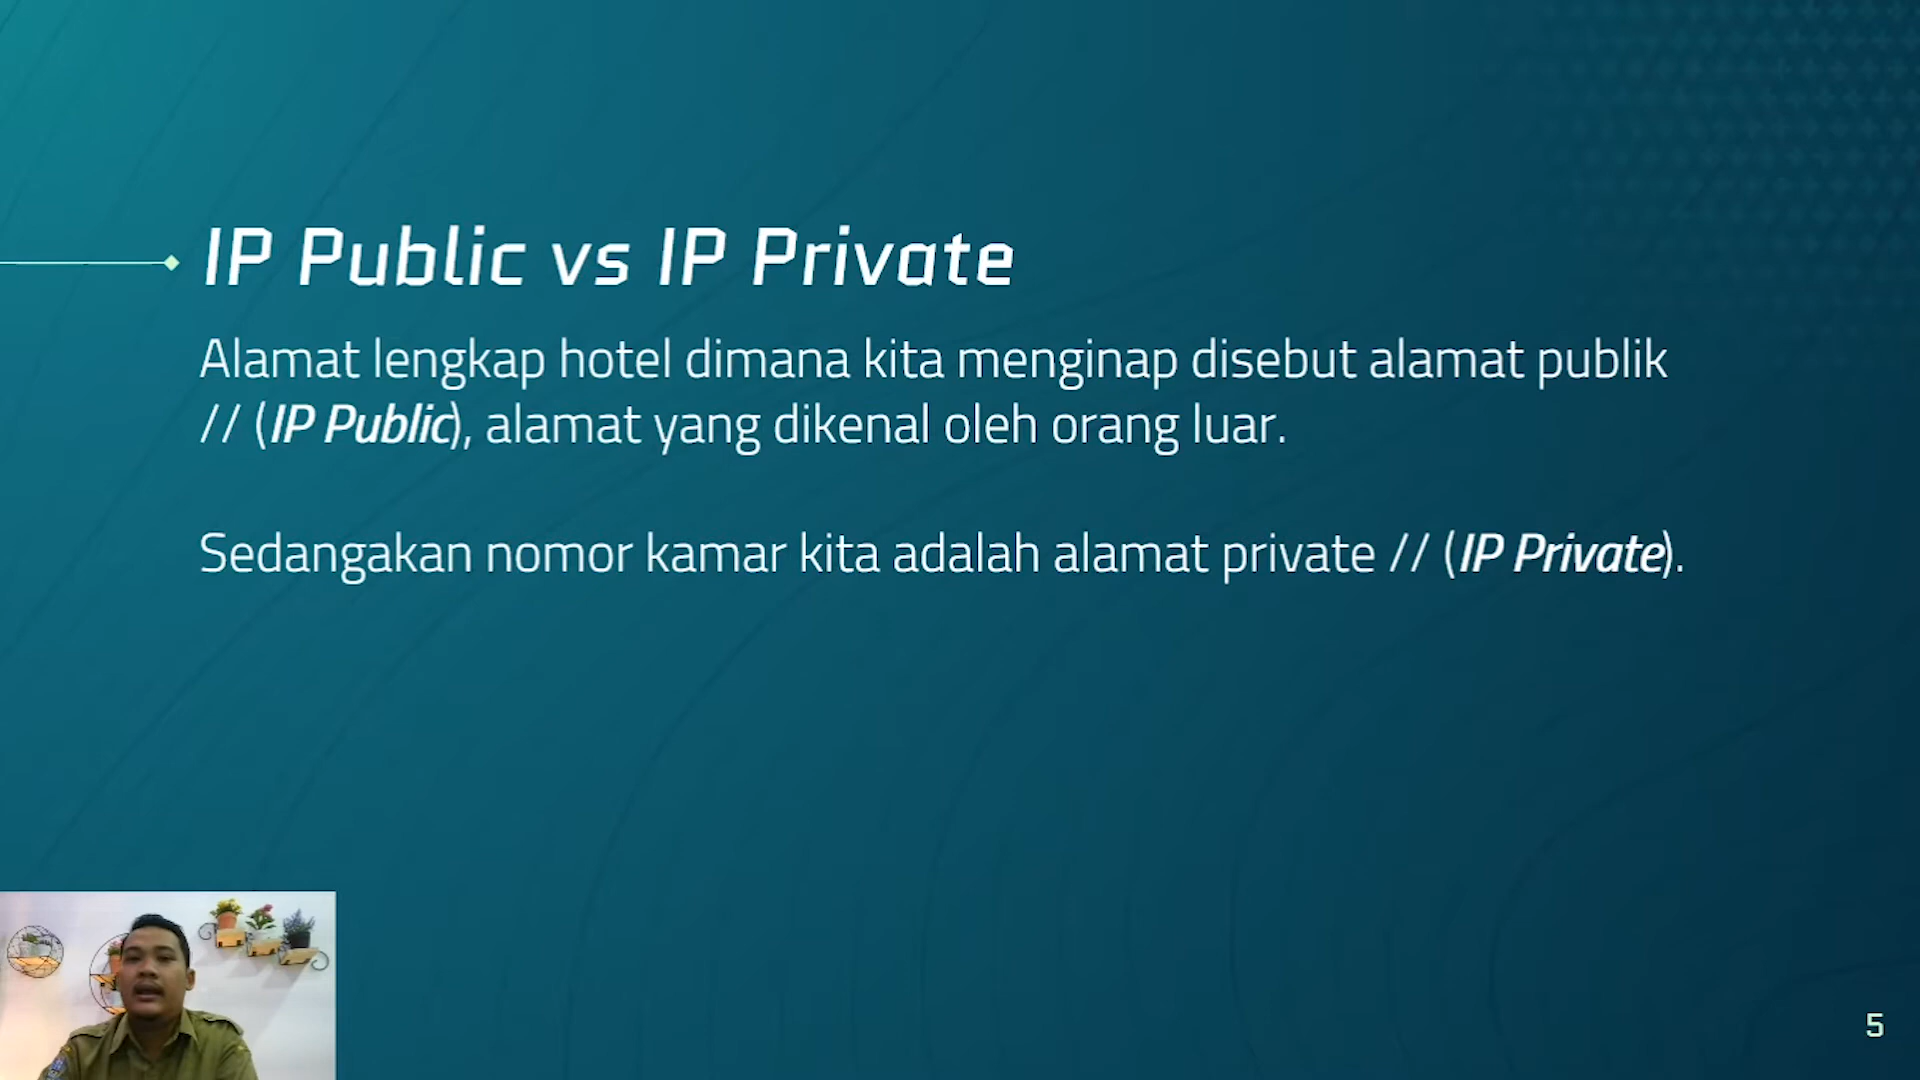 IP Public vs IP Private
Alamat lengkap hotel dimana kita menginap disebut alamat publik
// (IP Public), alamat yang dikenal oleh orang luar.
Sedangakan nomor kamar kita adalah alamat private // (IP Private).
5